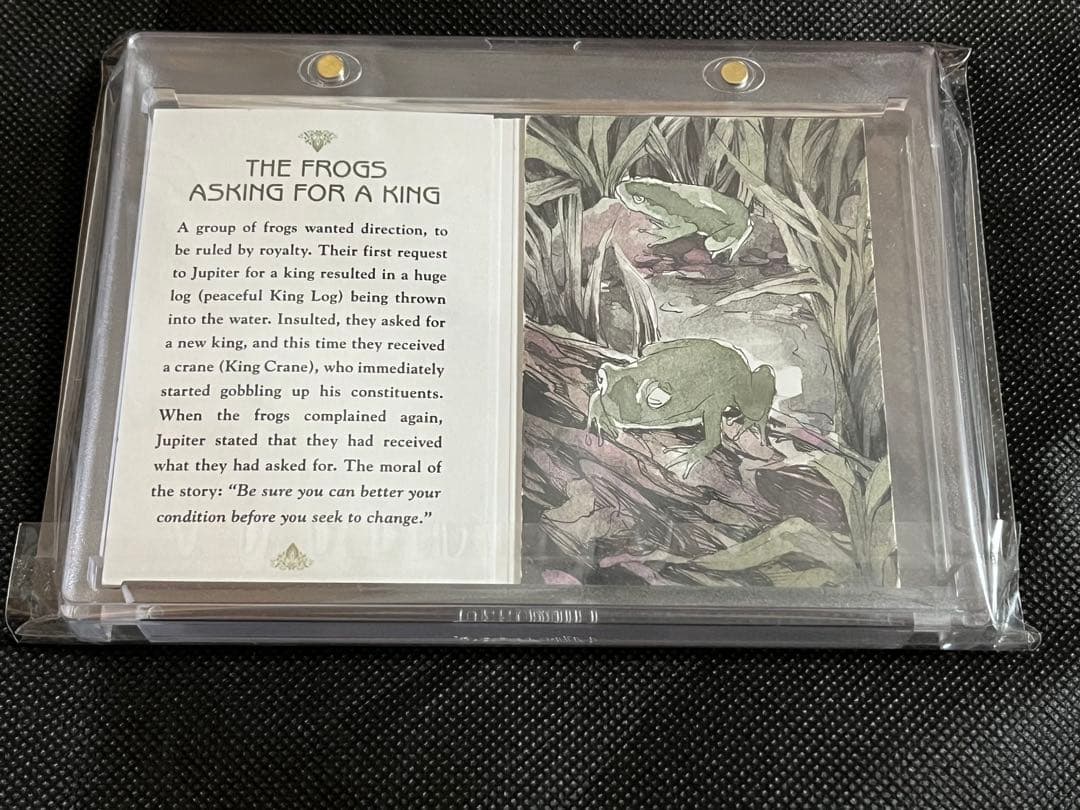 THE FROGS
ASKING FOR A KING
A group of frogs wanted direction, to
be ruled by royalty. Their first request
to Jupiter for a king resulted in a huge
log (peaceful King Log) being thrown
into the water. Insulted, they asked for
a new king, and this time they received
a crane (King Crane), who immediately
started gobbling up his constituents.
When the frogs complained again,
Jupiter stated that they had received
what they had asked for. The moral of
the story: “Be sure you can better your
condition before you seek to change.”